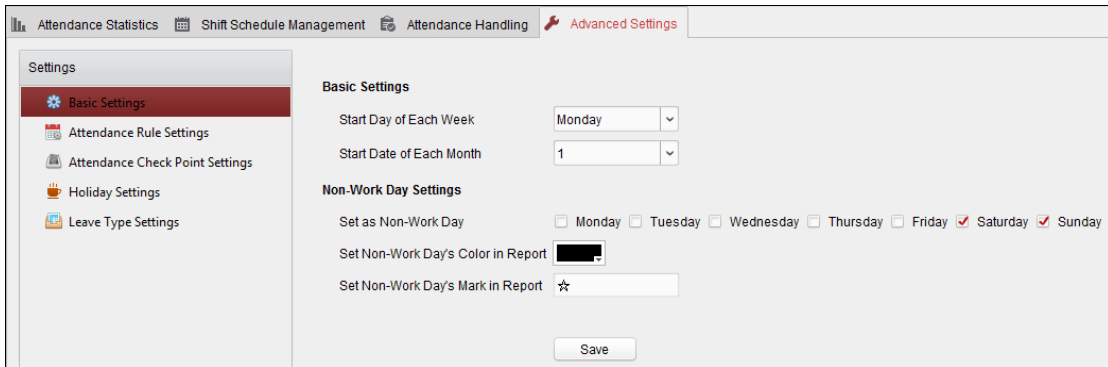 Attendance Statistics Shift Schedule Management Attendance Handling Advanced Settings
Settings
Basic Settings
Attendance Rule Settings
Attendance Check Point Settings
Holiday Settings
Leave Type Settings
Basic Settings
Start Day of Each Week Monday
Start Date of Each Month 1
Non-Work Day Settings
Set as Non-Work Day Monday Tuesday Wednesday Thursday Friday Saturday Sunday
Set Non-Work Day's Color in Report
Set Non-Work Day's Mark in Report ☆
Save